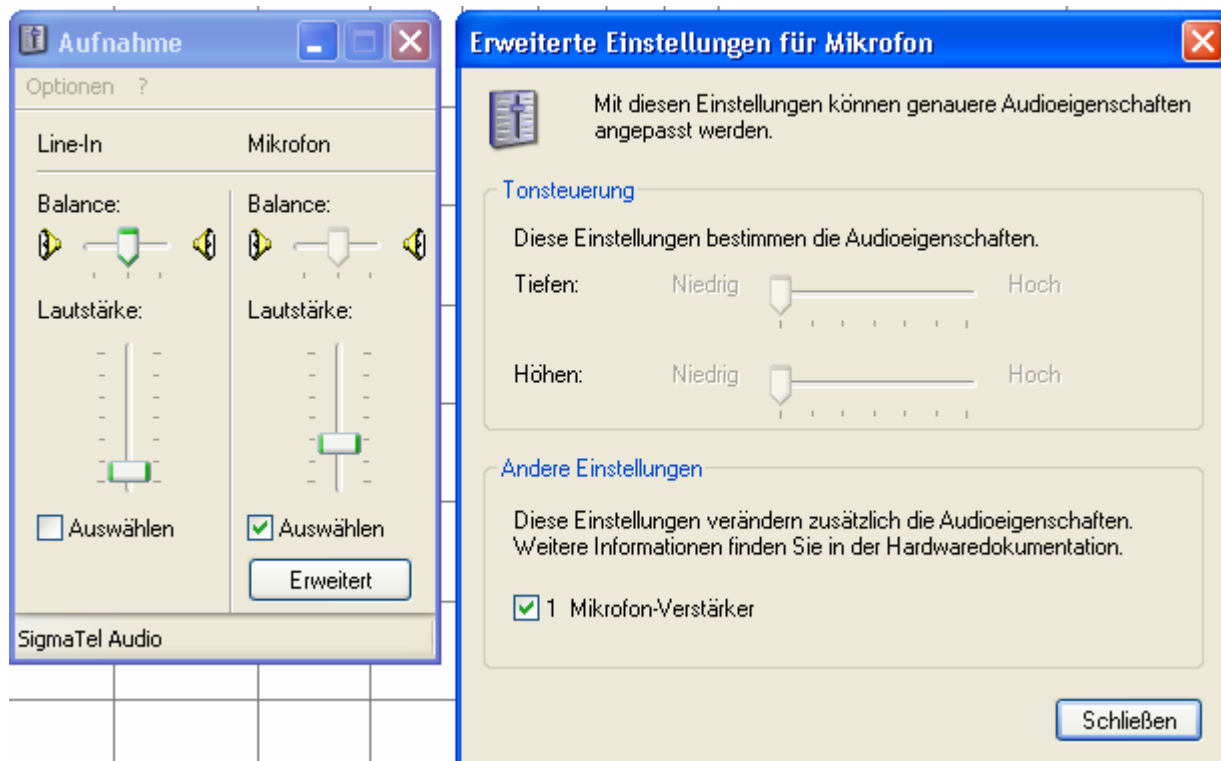 Aufnahme
Optionen ?
Line-In
Mikrofon
Balance:
Balance:
Lautstärke:
Lautstärke:
Auswählen
Auswählen
Erweitert
SigmaTel Audio
Erweiterte Einstellungen für Mikrofon
Mit diesen Einstellungen können genauere Audioeigenschaften
angepasst werden.
Tonsteuerung
Diese Einstellungen bestimmen die Audioeigenschaften.
Tiefen: Niedrig Hoch
Höhen: Niedrig Hoch
Andere Einstellungen
Diese Einstellungen verändern zusätzlich die Audioeigenschaften.
Weitere Informationen finden Sie in der Hardwaredokumentation.
1 Mikrofon-Verstärker
Schließen